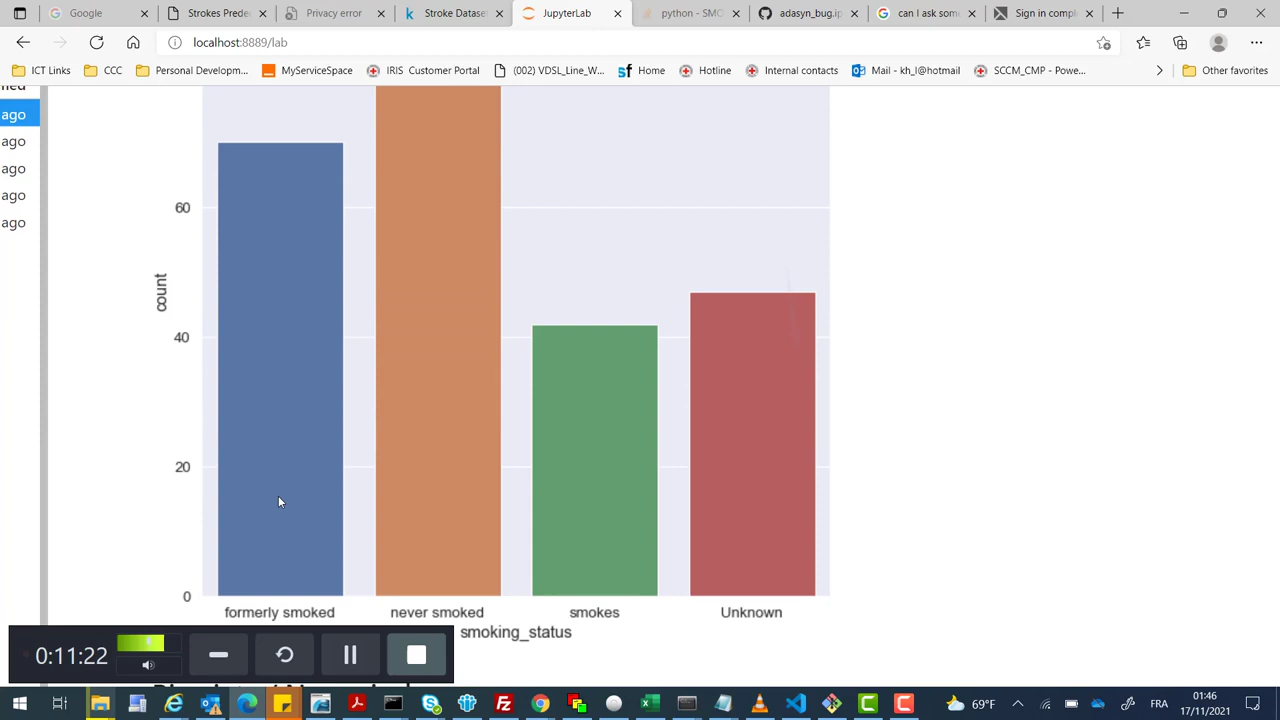 Google
Strokes Prede
Privacy error
Stroke Dataset
JupyterLab
python - SMO
adasyn_bug.ip
can I ask som
Sign in comple
localhost:8889/lab
ICT Links
CCC
Personal Developm...
MyServiceSpace
IRIS Customer Portal
(002) VDSL_Line_W...
Home
Hotline
Internal contacts
Mail - kh_l@hotmail
SCCM_CMP - Powe...
Other favorites
ago
ago
ago
ago
ago
60
40
20
0
count
formerly smoked
never smoked
smokes
Unknown
smoking_status
0:11:22
69°F
FRA
01:46
17/11/2021